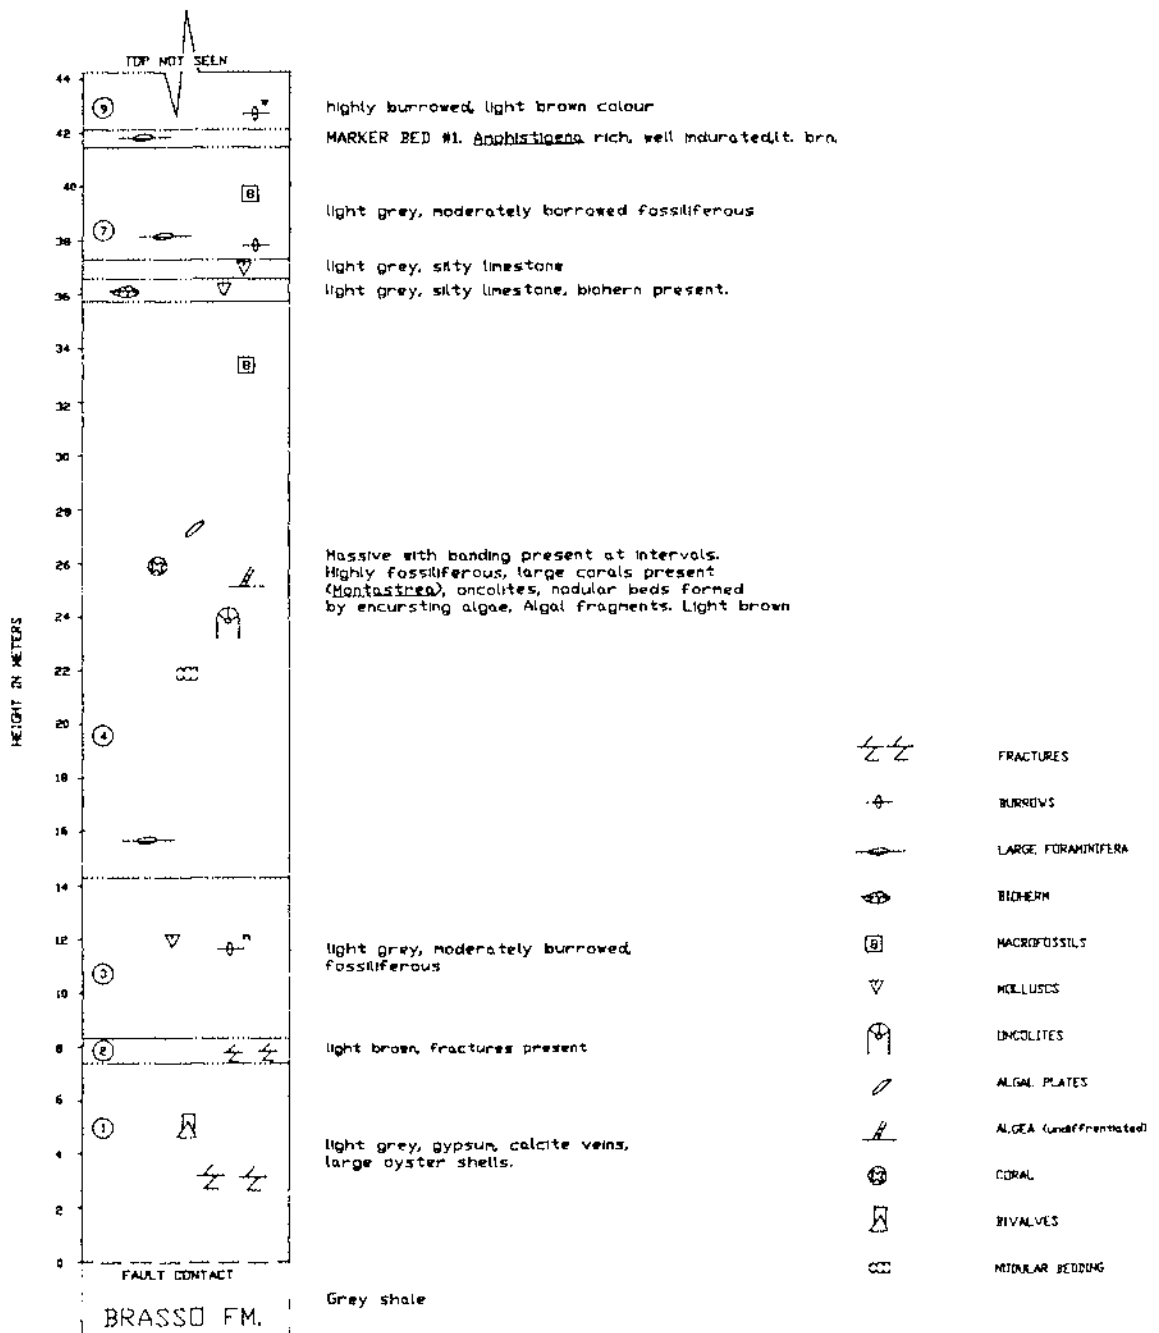 TOP NOT SEEN
44
9
highly burrowed, light brown colour
42
MARKER BED #1. Amphistigena rich, well indurated,lt. brn.
40
B
light grey, moderately borrowed fossiliferous
7
38
light grey, silty limestone
36
light grey, silty limestone, biohern present.
34
B
32
30
28
26
Massive with banding present at intervals.
Highly fossiliferous, large corals present
(Montastrea), oncolites, nodular beds formed
by encursting algae, Algal fragments. Light brown
24
22
20
4
18
16
14
12
m
light grey, moderately burrowed,
fossiliferous
3
10
8
2
light brown, fractures present
6
1
light grey, gypsum, calcite veins,
large oyster shells.
4
2
0
HEIGHT IN METERS
FAULT CONTACT
Grey shale
BRASSO FM.
FRACTURES
BURROWS
LARGE FORAMINIFERA
BIOHERM
B MACROFOSSILS
MOLLUSCS
ONCOLITES
ALGAL PLATES
ALGEA (undiffrentiated)
CORAL
BIVALVES
NODULAR BEDDING